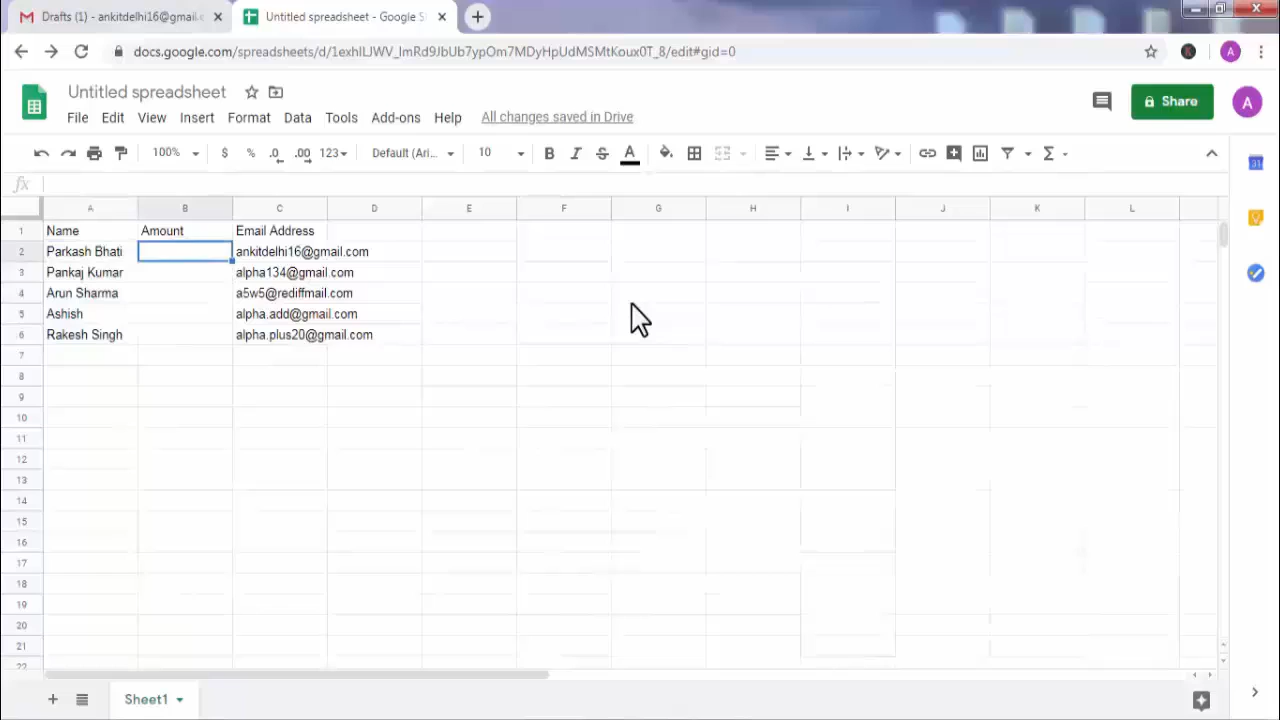 Drafts (1) - ankitdelhi16@gmail.c
Untitled spreadsheet - Google S
docs.google.com/spreadsheets/d/
Untitled spreadsheet
File Edit View Insert Format Data Tools Add-ons Help All changes saved in Drive
Share
A
A
100% $ % .0 .00 123 Default (Ari... 10 B I S A Σ
31
fx
A B C D E F G H I J K L
1 Name Amount Email Address
2 Parkash Bhati ankitdelhi16@gmail.com
3 Pankaj Kumar alpha134@gmail.com
4 Arun Sharma a5w5@rediffmail.com
5 Ashish alpha.add@gmail.com
6 Rakesh Singh alpha.plus20@gmail.com
7
8
9
10
11
12
13
14
15
16
17
18
19
20
21
22
Sheet1